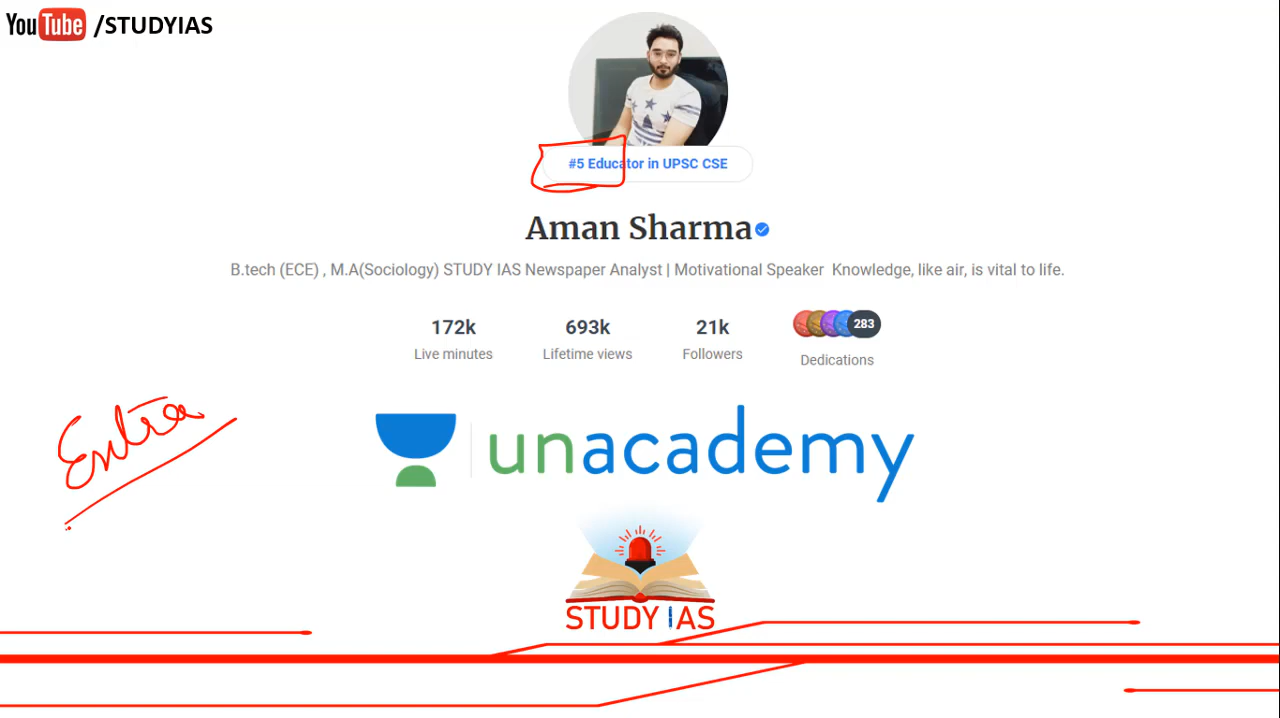 YouTube /STUDYIAS
#5 Educator in UPSC CSE
Aman Sharma
B.tech (ECE) , M.A(Sociology) STUDY IAS Newspaper Analyst | Motivational Speaker Knowledge, like air, is vital to life.
172k 693k 21k 283
Live minutes Lifetime views Followers Dedications
Entra
unacademy
STUDY IAS